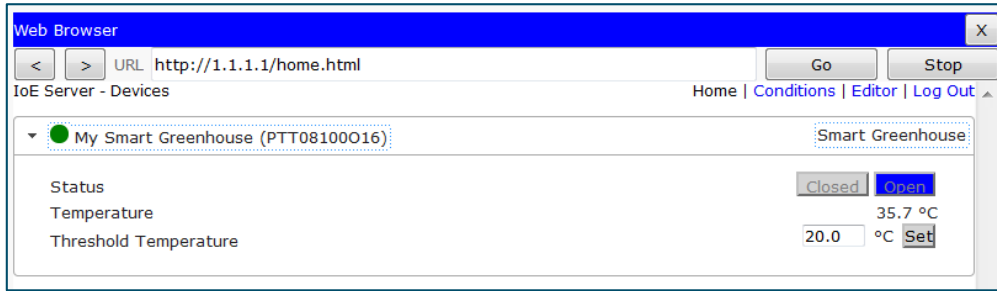 Web Browser X
< > URL http://1.1.1.1/home.html Go Stop
IoE Server - Devices Home | Conditions | Editor | Log Out
My Smart Greenhouse (PTT08100O16) Smart Greenhouse
Status Closed Open
Temperature 35.7 °C
Threshold Temperature 20.0 °C Set